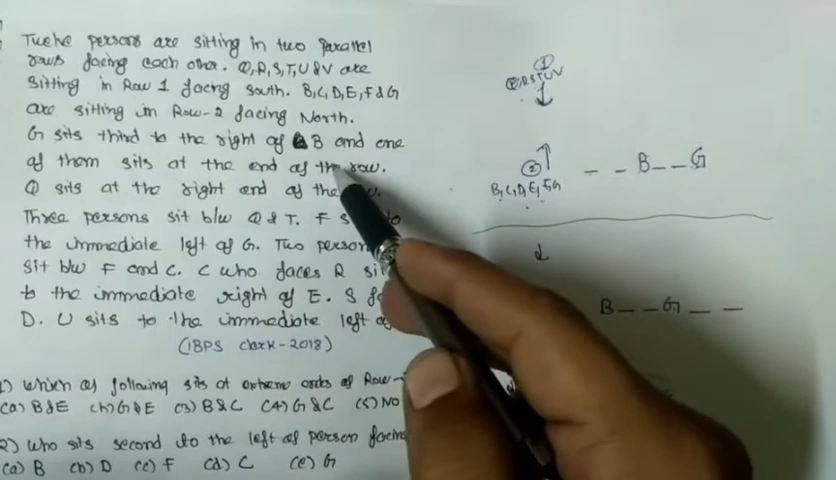 Twelve persons are sitting in two parallel
rows facing each other. Q,R,S,T,U & V are
sitting in Row 1 facing south. B,C,D,E,F & G
are sitting in Row-2 facing North.
G sits third to the right of B and one
of them sits at the end of the row.
Q sits at the right end of the
Three persons sit b/w Q & T. F
the immediate left of G. Two person
sit b/w F and C. C who faces R
to the immediate right of E. S
D. U sits to the immediate left
(IBPS clerk-2018)
1) Which of following sits at extreme ends of Row-
(a) B&E (b) G&E (3) B&C (4) G&C (5) NO
2) Who sits second to the left of person facing
(a) B (b) D (c) F (d) C (e) G
①
Q,R,S,T,U,V
②
B,C,D,E,F,G
_ _ B _ _ G
B _ _ G _ _